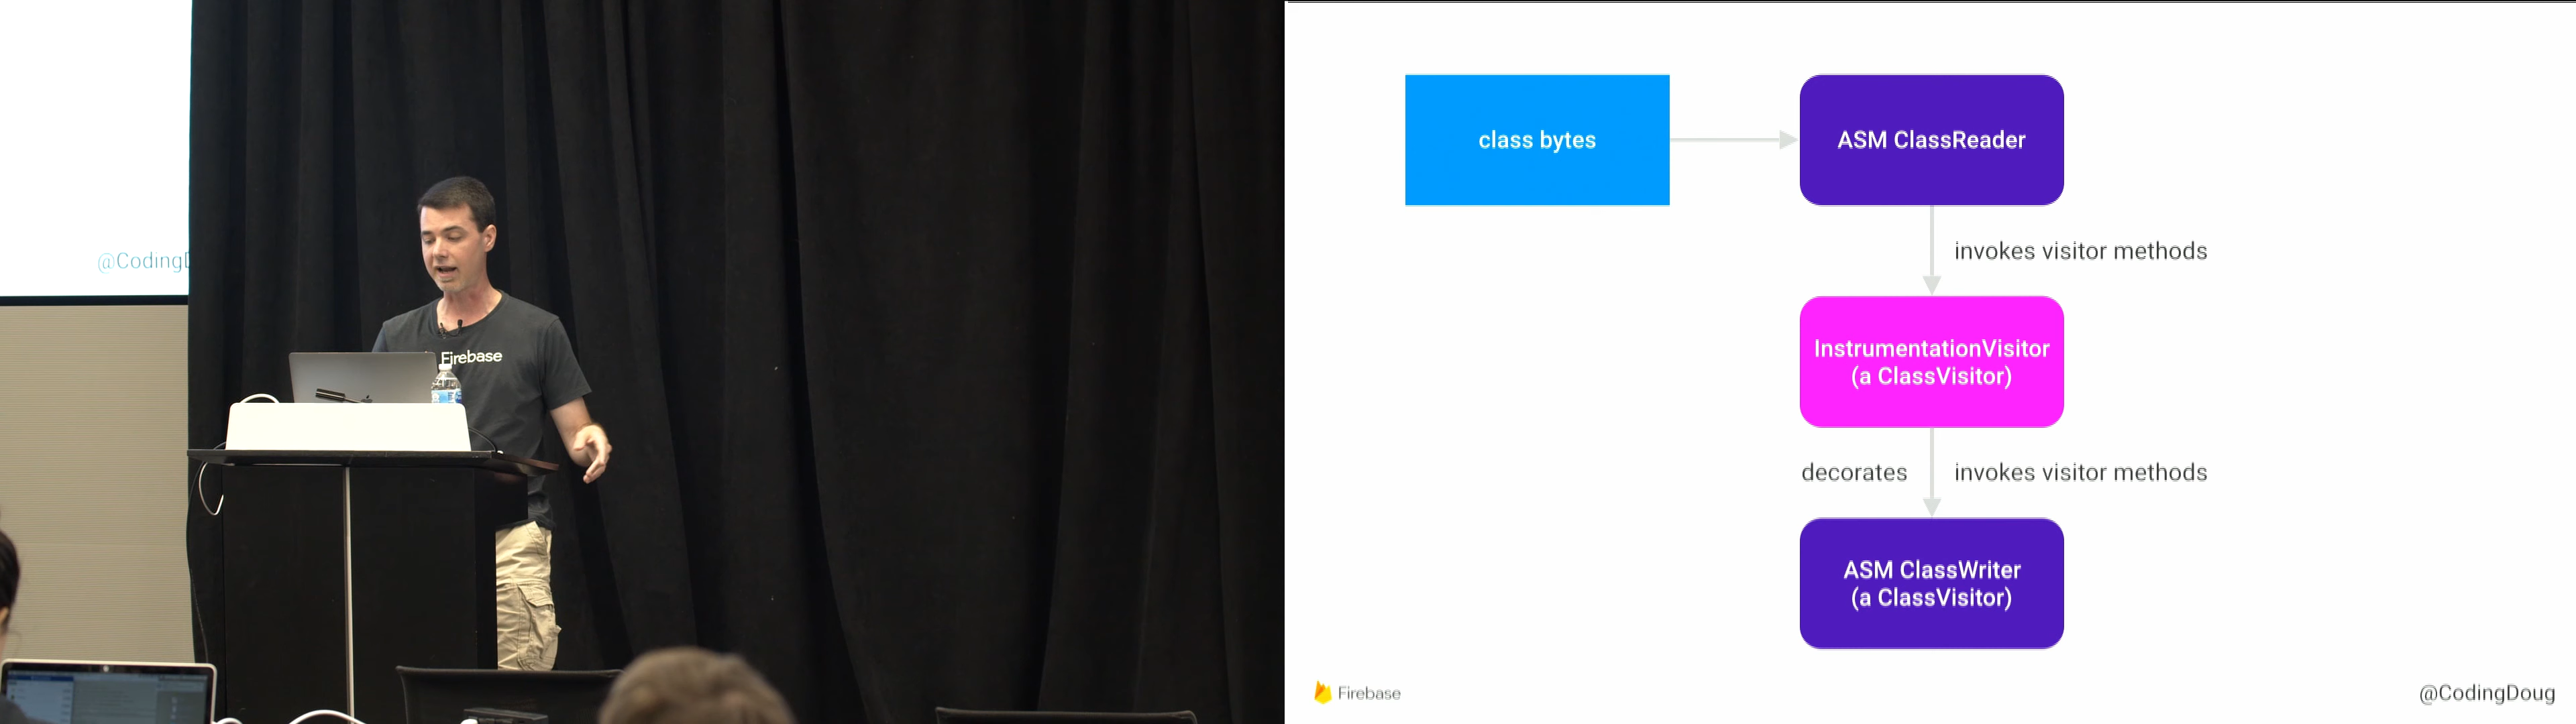 @CodingD
Firebase
class bytes
ASM ClassReader
invokes visitor methods
InstrumentationVisitor
(a ClassVisitor)
decorates
invokes visitor methods
ASM ClassWriter
(a ClassVisitor)
Firebase
@CodingDoug